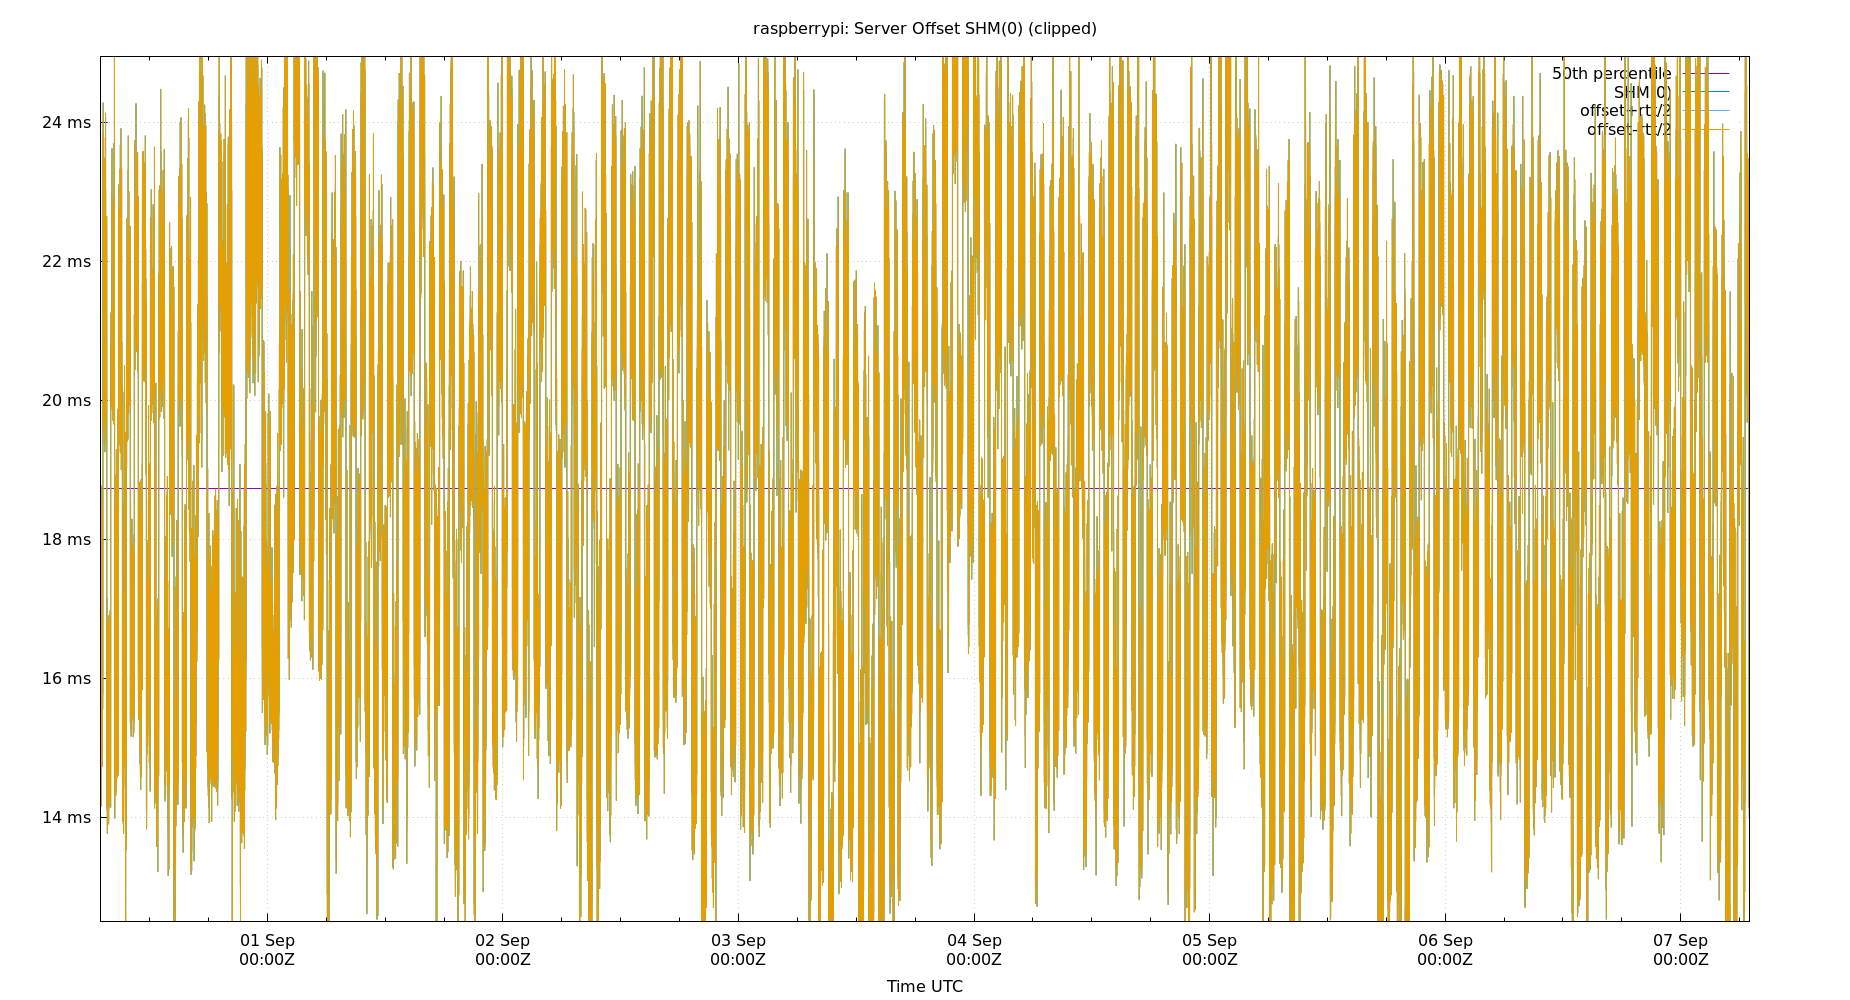 raspberrypi: Server Offset SHM(0) (clipped)
50th percentile
SHM(0)
offset+rtt/2
offset-rtt/2
24 ms
22 ms
20 ms
18 ms
16 ms
14 ms
01 Sep 02 Sep 03 Sep 04 Sep 05 Sep 06 Sep 07 Sep
00:00Z 00:00Z 00:00Z 00:00Z 00:00Z 00:00Z 00:00Z
Time UTC